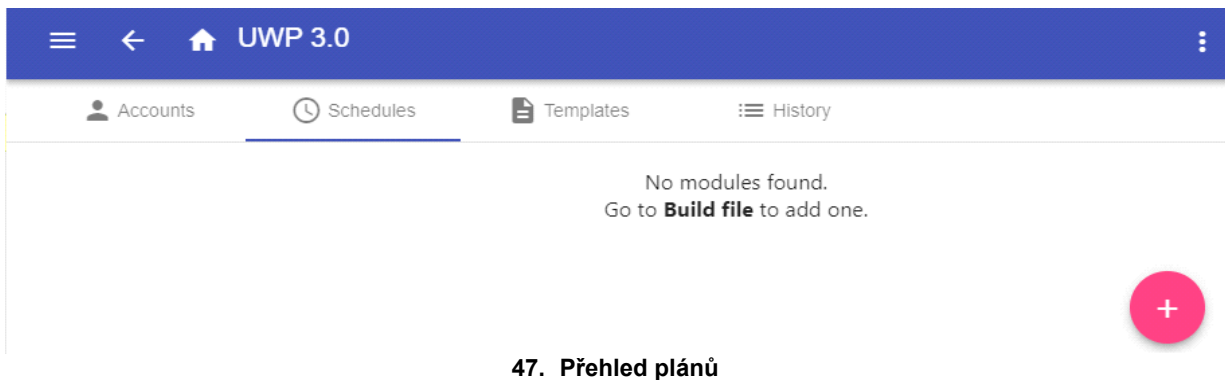 UWP 3.0
Accounts Schedules Templates History
No modules found.
Go to Build file to add one.
47. Přehled plánů